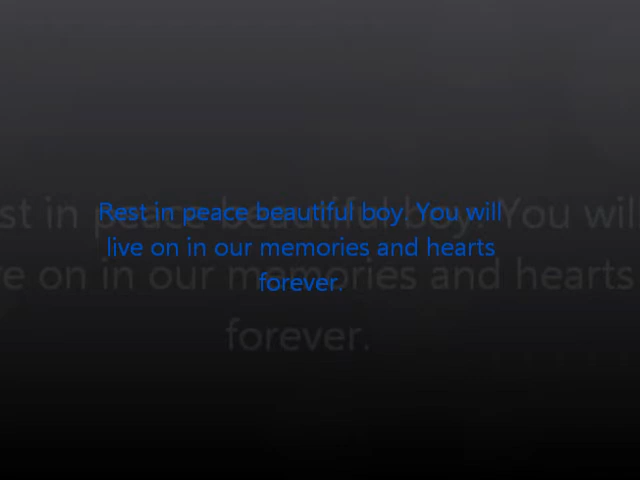 Rest in peace beautiful boy. You will
live on in our memories and hearts
forever.